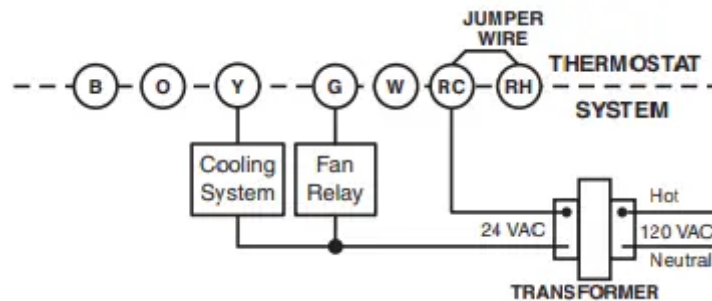 JUMPER
WIRE
B O Y G W RC RH
THERMOSTAT
SYSTEM
Cooling
System
Fan
Relay
24 VAC
Hot
120 VAC
Neutral
TRANSFORMER